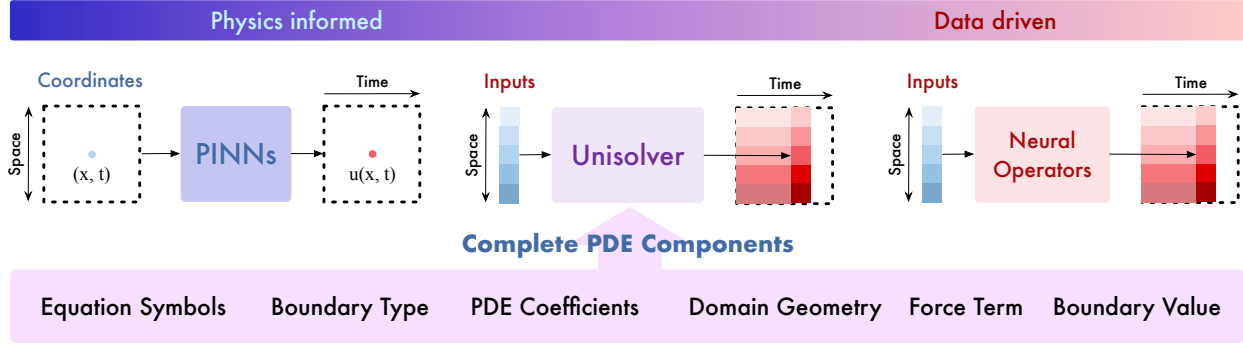 Physics informed
Data driven
Coordinates
Time
Space
(x, t)
PINNs
u(x, t)
Inputs
Time
Space
Unisolver
Inputs
Time
Space
Neural
Operators
Complete PDE Components
Equation Symbols
Boundary Type
PDE Coefficients
Domain Geometry
Force Term
Boundary Value